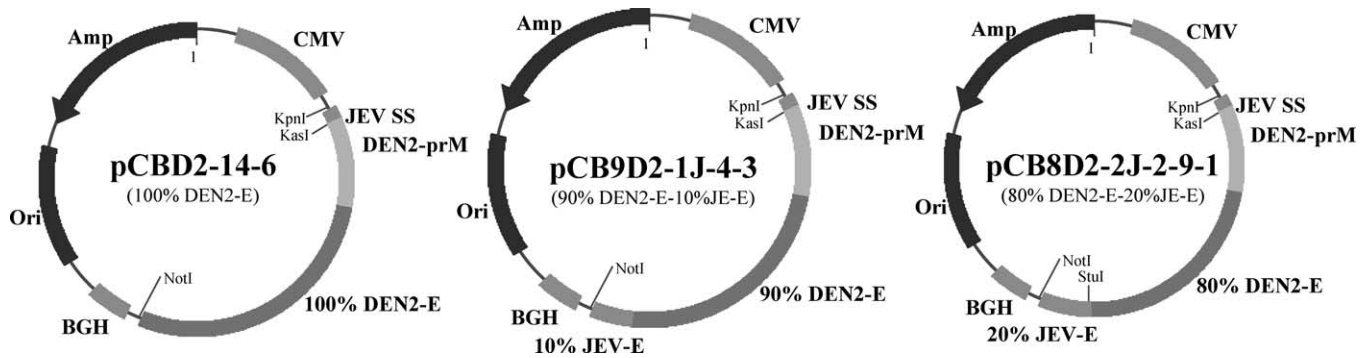 Amp
CMV
1
KpnI
JEV SS
KasI
DEN2-prM
pCBD2-14-6
(100% DEN2-E)
Ori
NotI
100% DEN2-E
BGH
Amp
CMV
1
KpnI
JEV SS
KasI
DEN2-prM
pCB9D2-1J-4-3
(90% DEN2-E-10%JE-E)
Ori
NotI
90% DEN2-E
BGH
10% JEV-E
Amp
CMV
1
KpnI
JEV SS
KasI
DEN2-prM
pCB8D2-2J-2-9-1
(80% DEN2-E-20%JE-E)
Ori
NotI
StuI
80% DEN2-E
BGH
20% JEV-E